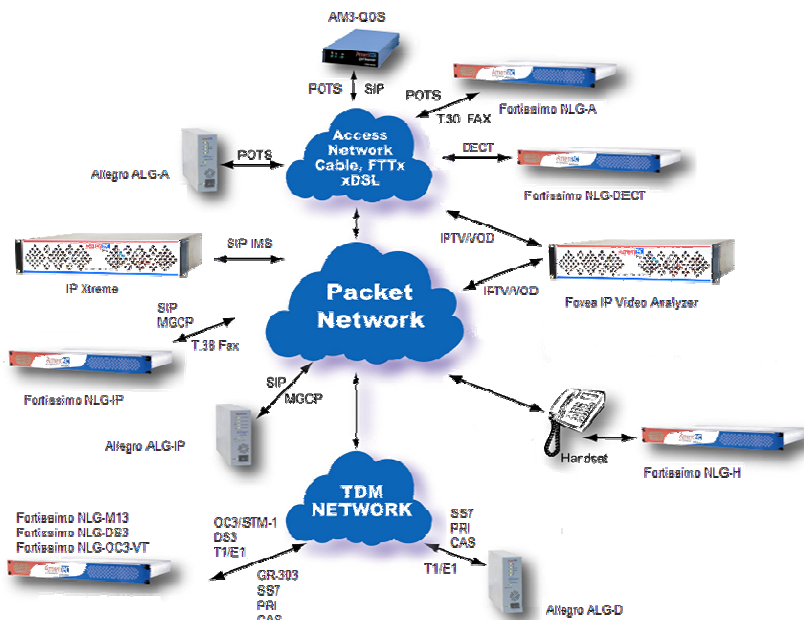 AM3-QOS
POTS
SIP
POTS
Fortissimo NLG-A
T.30 FAX
Access
Network
Cable, FTTx
xDSL
POTS
Allegro ALG-A
DECT
Fortissimo NLG-DECT
SIP IMS
IP Xtreme
IPTV/VOD
IPTV/VOD
Fovea IP Video Analyzer
Packet
Network
SIP
MGCP
T.38 Fax
Fortissimo NLG-IP
SIP
MGCP
Allegro ALG-IP
Handset
Fortissimo NLG-H
TDM
NETWORK
Fortissimo NLG-M13
Fortissimo NLG-DS3
Fortissimo NLG-OC3-VT
OC3/STM-1
DS3
T1/E1
GR-303
SS7
PRI
CAS
SS7
PRI
CAS
T1/E1
Allegro ALG-D